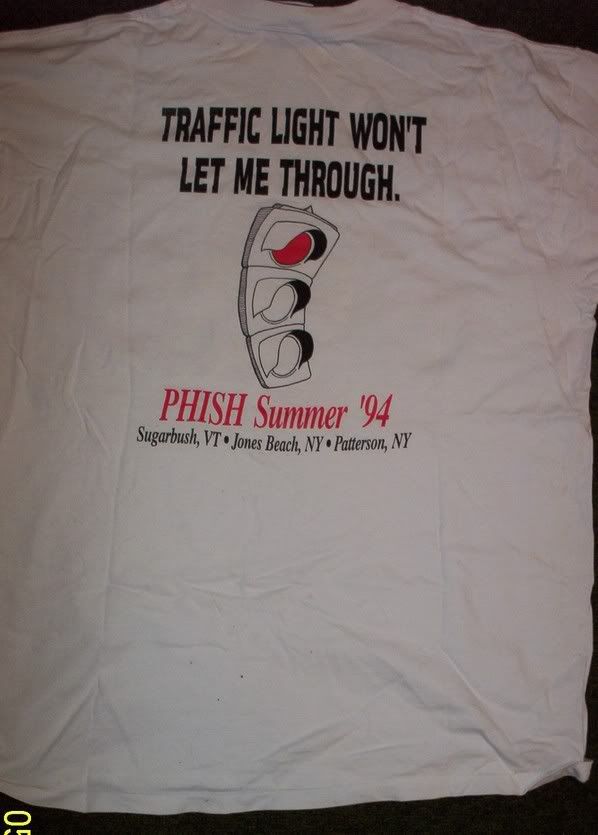 TRAFFIC LIGHT WON'T
LET ME THROUGH.
PHISH Summer '94
Sugarbush, VT • Jones Beach, NY • Patterson, NY